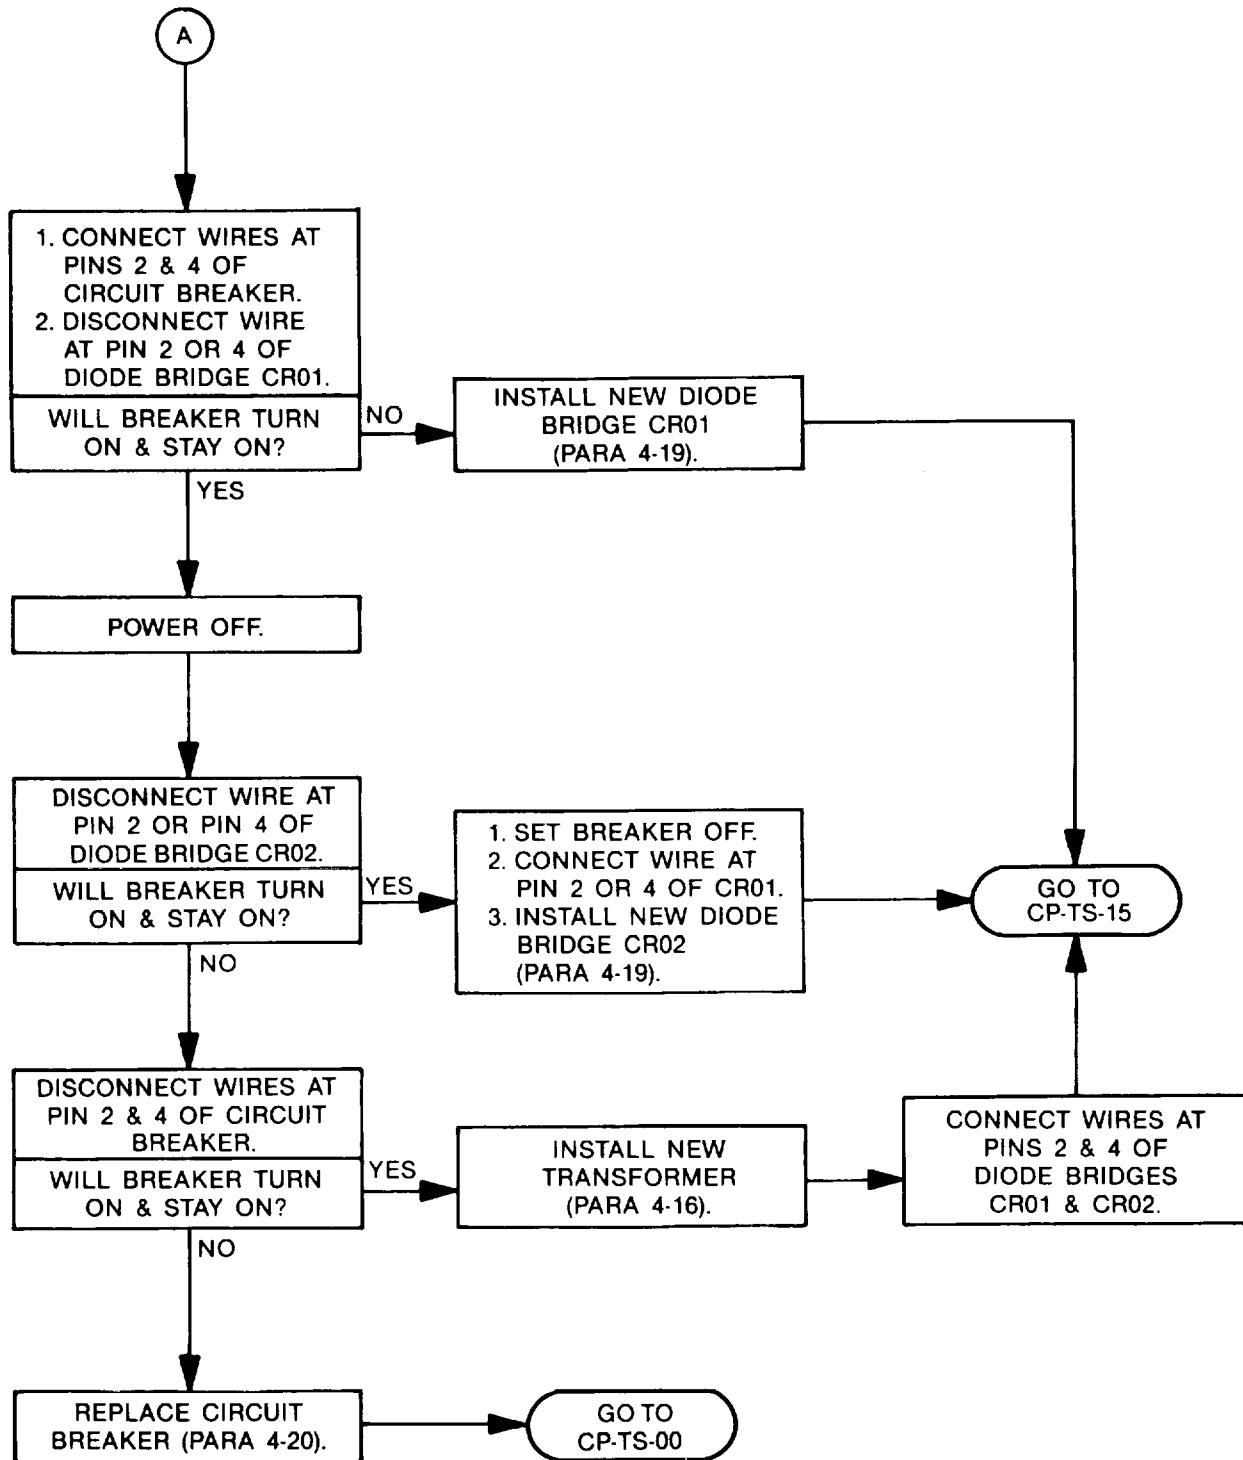 A
1. CONNECT WIRES AT
PINS 2 & 4 OF
CIRCUIT BREAKER.
2. DISCONNECT WIRE
AT PIN 2 OR 4 OF
DIODE BRIDGE CR01.
WILL BREAKER TURN
ON & STAY ON?
NO
INSTALL NEW DIODE
BRIDGE CR01
(PARA 4-19).
YES
POWER OFF.
DISCONNECT WIRE AT
PIN 2 OR PIN 4 OF
DIODE BRIDGE CR02.
WILL BREAKER TURN
ON & STAY ON?
YES
1. SET BREAKER OFF.
2. CONNECT WIRE AT
PIN 2 OR 4 OF CR01.
3. INSTALL NEW DIODE
BRIDGE CR02
(PARA 4-19).
GO TO
CP-TS-15
NO
DISCONNECT WIRES AT
PIN 2 & 4 OF CIRCUIT
BREAKER.
WILL BREAKER TURN
ON & STAY ON?
YES
INSTALL NEW
TRANSFORMER
(PARA 4-16).
CONNECT WIRES AT
PINS 2 & 4 OF
DIODE BRIDGES
CR01 & CR02.
NO
REPLACE CIRCUIT
BREAKER (PARA 4-20).
GO TO
CP-TS-00